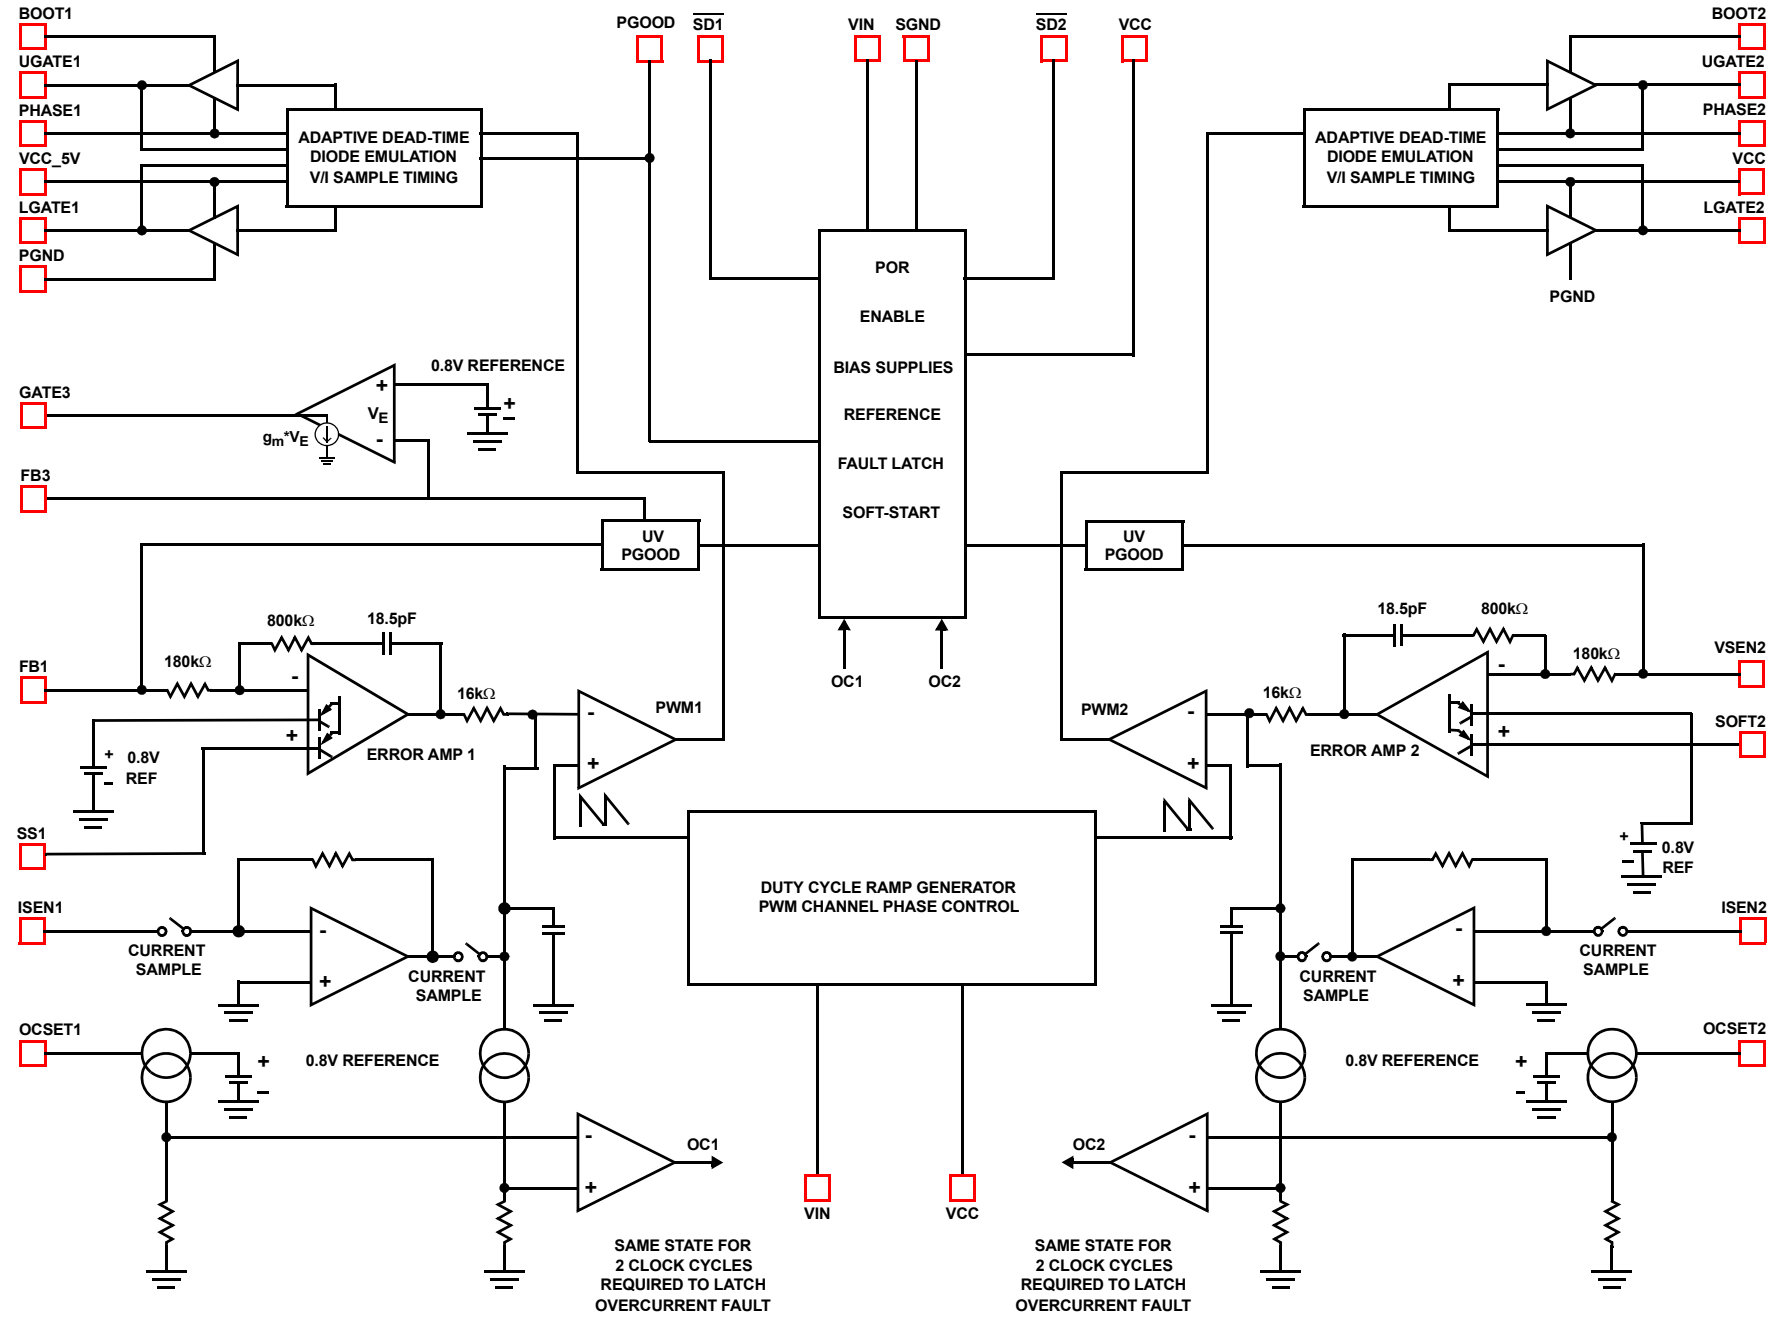 BOOT1
UGATE1
PHASE1
VCC_5V
LGATE1
PGND
PGOOD
SD1
VIN
SGND
SD2
VCC
BOOT2
UGATE2
PHASE2
VCC
LGATE2
PGND
ADAPTIVE DEAD-TIME
DIODE EMULATION
V/I SAMPLE TIMING
ADAPTIVE DEAD-TIME
DIODE EMULATION
V/I SAMPLE TIMING
POR
ENABLE
BIAS SUPPLIES
REFERENCE
FAULT LATCH
SOFT-START
OC1
OC2
GATE3
FB3
0.8V REFERENCE
+
VE
-
gm*VE
+
-
UV
PGOOD
UV
PGOOD
800kΩ
18.5pF
180kΩ
FB1
-
+
16kΩ
ERROR AMP 1
+
-
0.8V
REF
SS1
-
+
PWM1
18.5pF
800kΩ
180kΩ
VSEN2
SOFT2
-
+
16kΩ
ERROR AMP 2
PWM2
-
+
+
-
0.8V
REF
DUTY CYCLE RAMP GENERATOR
PWM CHANNEL PHASE CONTROL
VIN
VCC
ISEN1
CURRENT
SAMPLE
-
+
CURRENT
SAMPLE
OCSET1
+
-
0.8V REFERENCE
-
+
OC1
SAME STATE FOR
2 CLOCK CYCLES
REQUIRED TO LATCH
OVERCURRENT FAULT
ISEN2
CURRENT
SAMPLE
-
+
CURRENT
SAMPLE
OCSET2
+
-
0.8V REFERENCE
-
+
OC2
SAME STATE FOR
2 CLOCK CYCLES
REQUIRED TO LATCH
OVERCURRENT FAULT